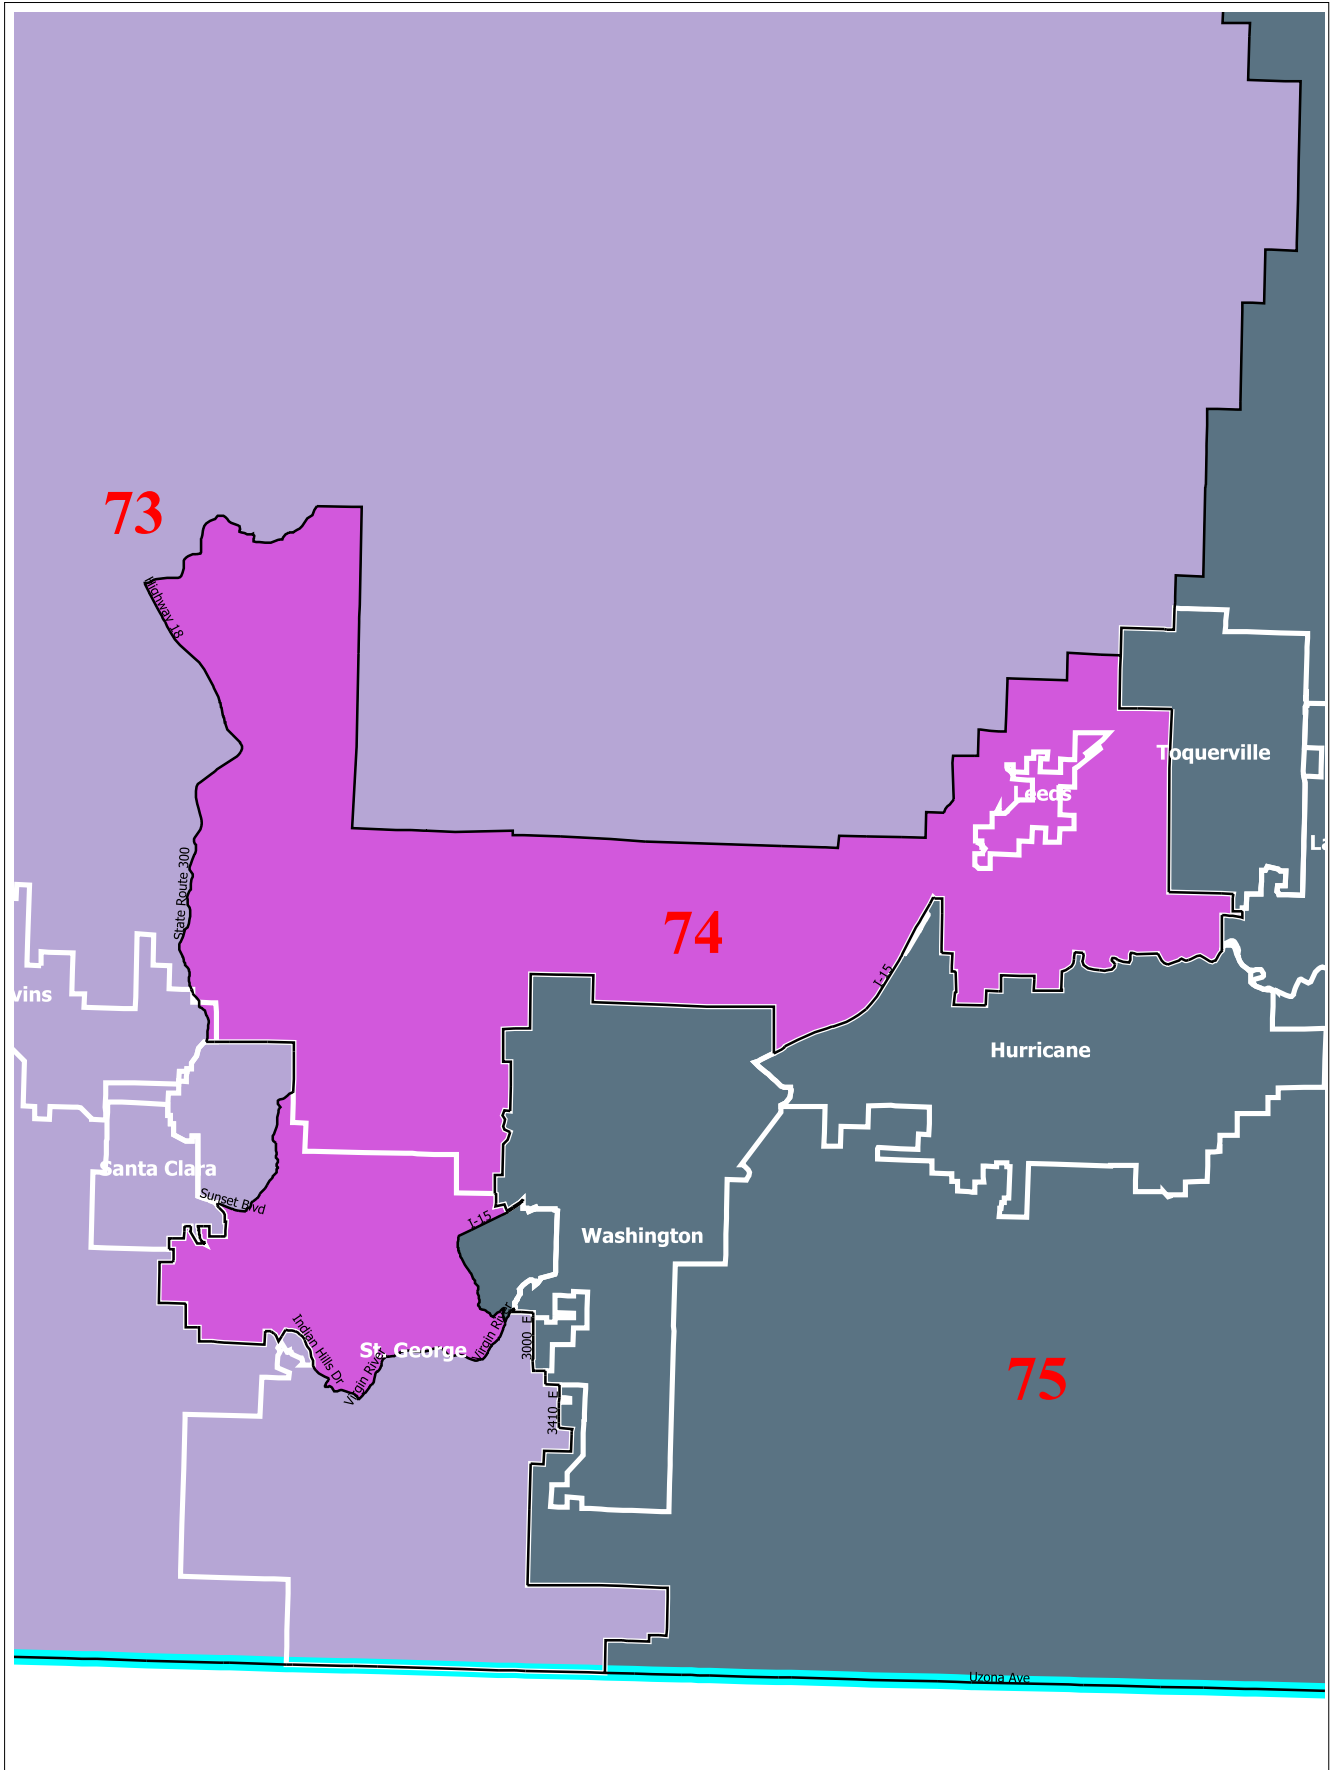 73
Highway 18
Toquerville
Leeds
La
State Route 300
74
I-15
vins
Hurricane
Santa Clara
Sunset Blvd
I-15
Washington
Indian Hills Dr
Virgin River
St. George
Virgin River
3000 E
3410 E
75
Uzona Ave